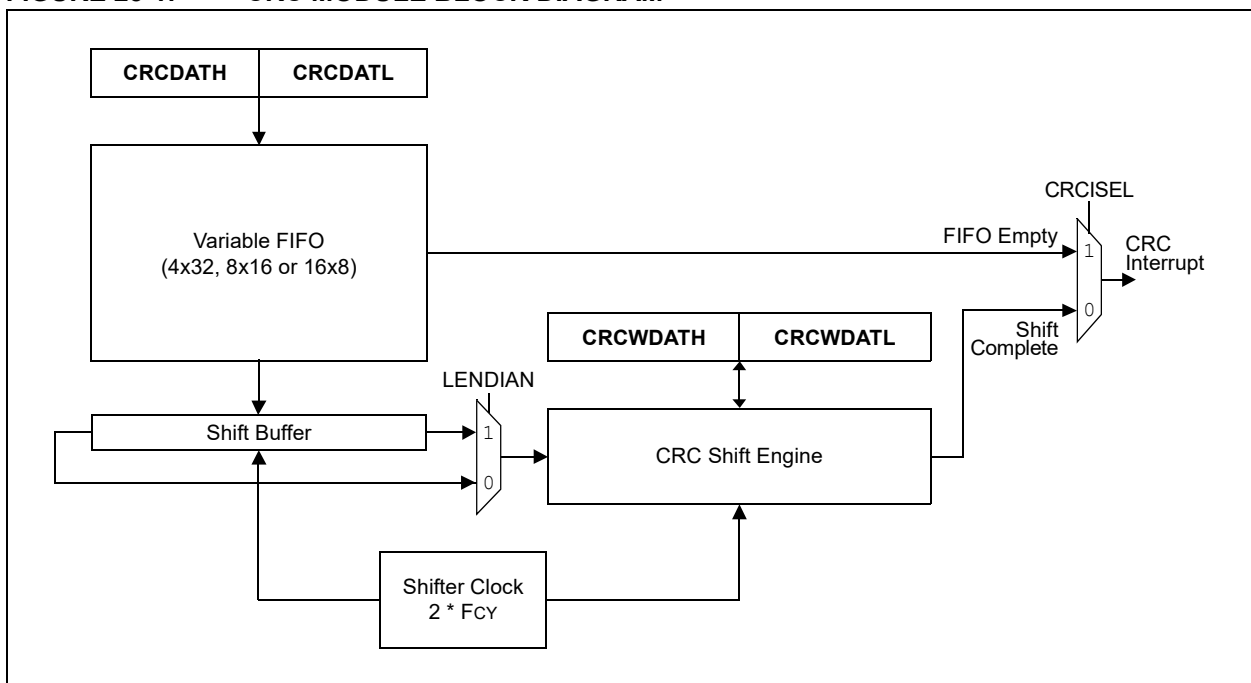 CRCDATH CRCDATL
Variable FIFO
(4x32, 8x16 or 16x8)
CRCISEL
FIFO Empty
1
CRC
Interrupt
0
Shift
Complete
CRCWDATH CRCWDATL
LENDIAN
Shift Buffer
1
0
CRC Shift Engine
Shifter Clock
2 * FCY